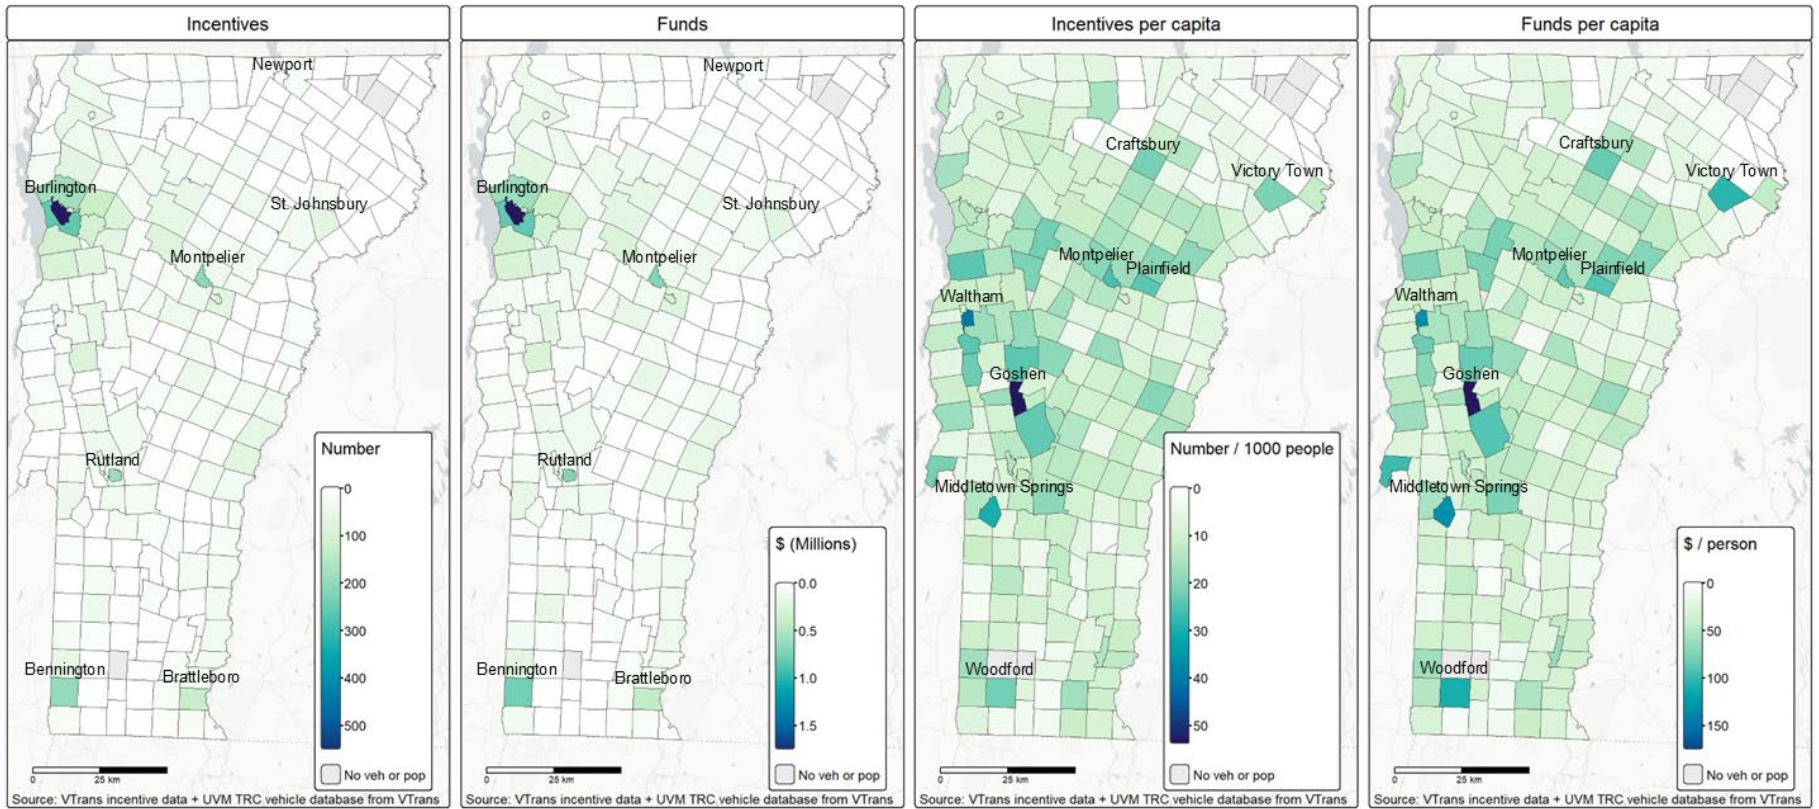 Incentives
Newport
Burlington
St. Johnsbury
Montpelier
Rutland
Bennington
Brattleboro
Number
0
100
200
300
400
500
No veh or pop
0 25 km
Source: VTrans incentive data + UVM TRC vehicle database from VTrans
Funds
Newport
Burlington
St. Johnsbury
Montpelier
Rutland
Bennington
Brattleboro
$ (Millions)
0.0
0.5
1.0
1.5
No veh or pop
0 25 km
Source: VTrans incentive data + UVM TRC vehicle database from VTrans
Incentives per capita
Craftsbury
Victory Town
Montpelier
Plainfield
Waltham
Goshen
Middletown Springs
Woodford
Number / 1000 people
0
10
20
30
40
50
No veh or pop
0 25 km
Source: VTrans incentive data + UVM TRC vehicle database from VTrans
Funds per capita
Craftsbury
Victory Town
Montpelier
Plainfield
Waltham
Goshen
Middletown Springs
Woodford
$ / person
0
50
100
150
No veh or pop
0 25 km
Source: VTrans incentive data + UVM TRC vehicle database from VTrans